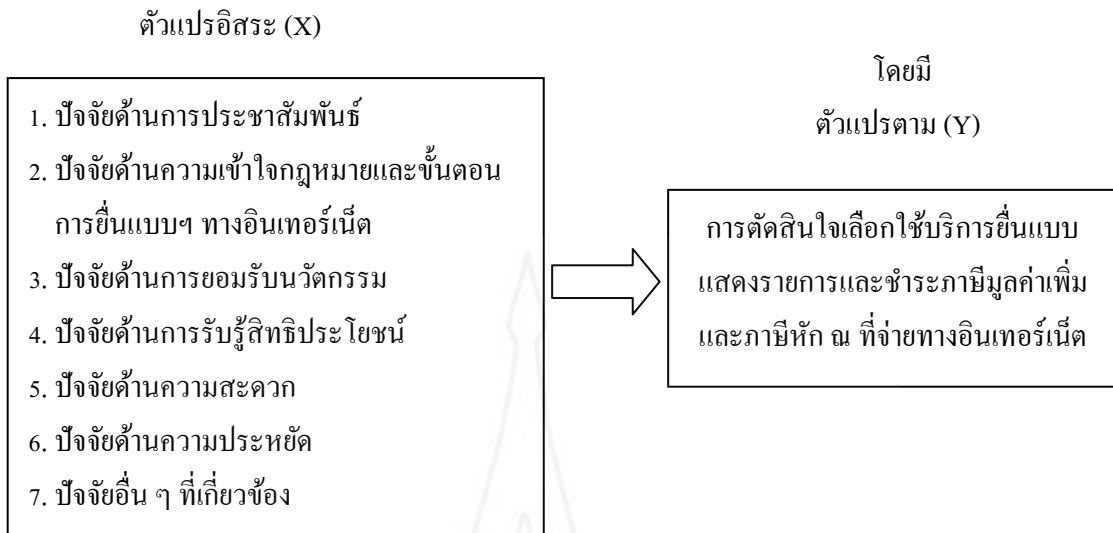 ตัวแปรอิสระ (X)
1. ปัจจัยด้านการประชาสัมพันธ์
2. ปัจจัยด้านความเข้าใจกฎหมายและขั้นตอน
การยื่นแบบฯ ทางอินเทอร์เน็ต
3. ปัจจัยด้านการยอมรับนวัตกรรม
4. ปัจจัยด้านการรับรู้สิทธิประโยชน์
5. ปัจจัยด้านความสะดวก
6. ปัจจัยด้านความประหยัด
7. ปัจจัยอื่น ๆ ที่เกี่ยวข้อง
โดยมี
ตัวแปรตาม (Y)
การตัดสินใจเลือกใช้บริการยื่นแบบ
แสดงรายการและชำระภาษีมูลค่าเพิ่ม
และภาษีหัก ณ ที่จ่ายทางอินเทอร์เน็ต